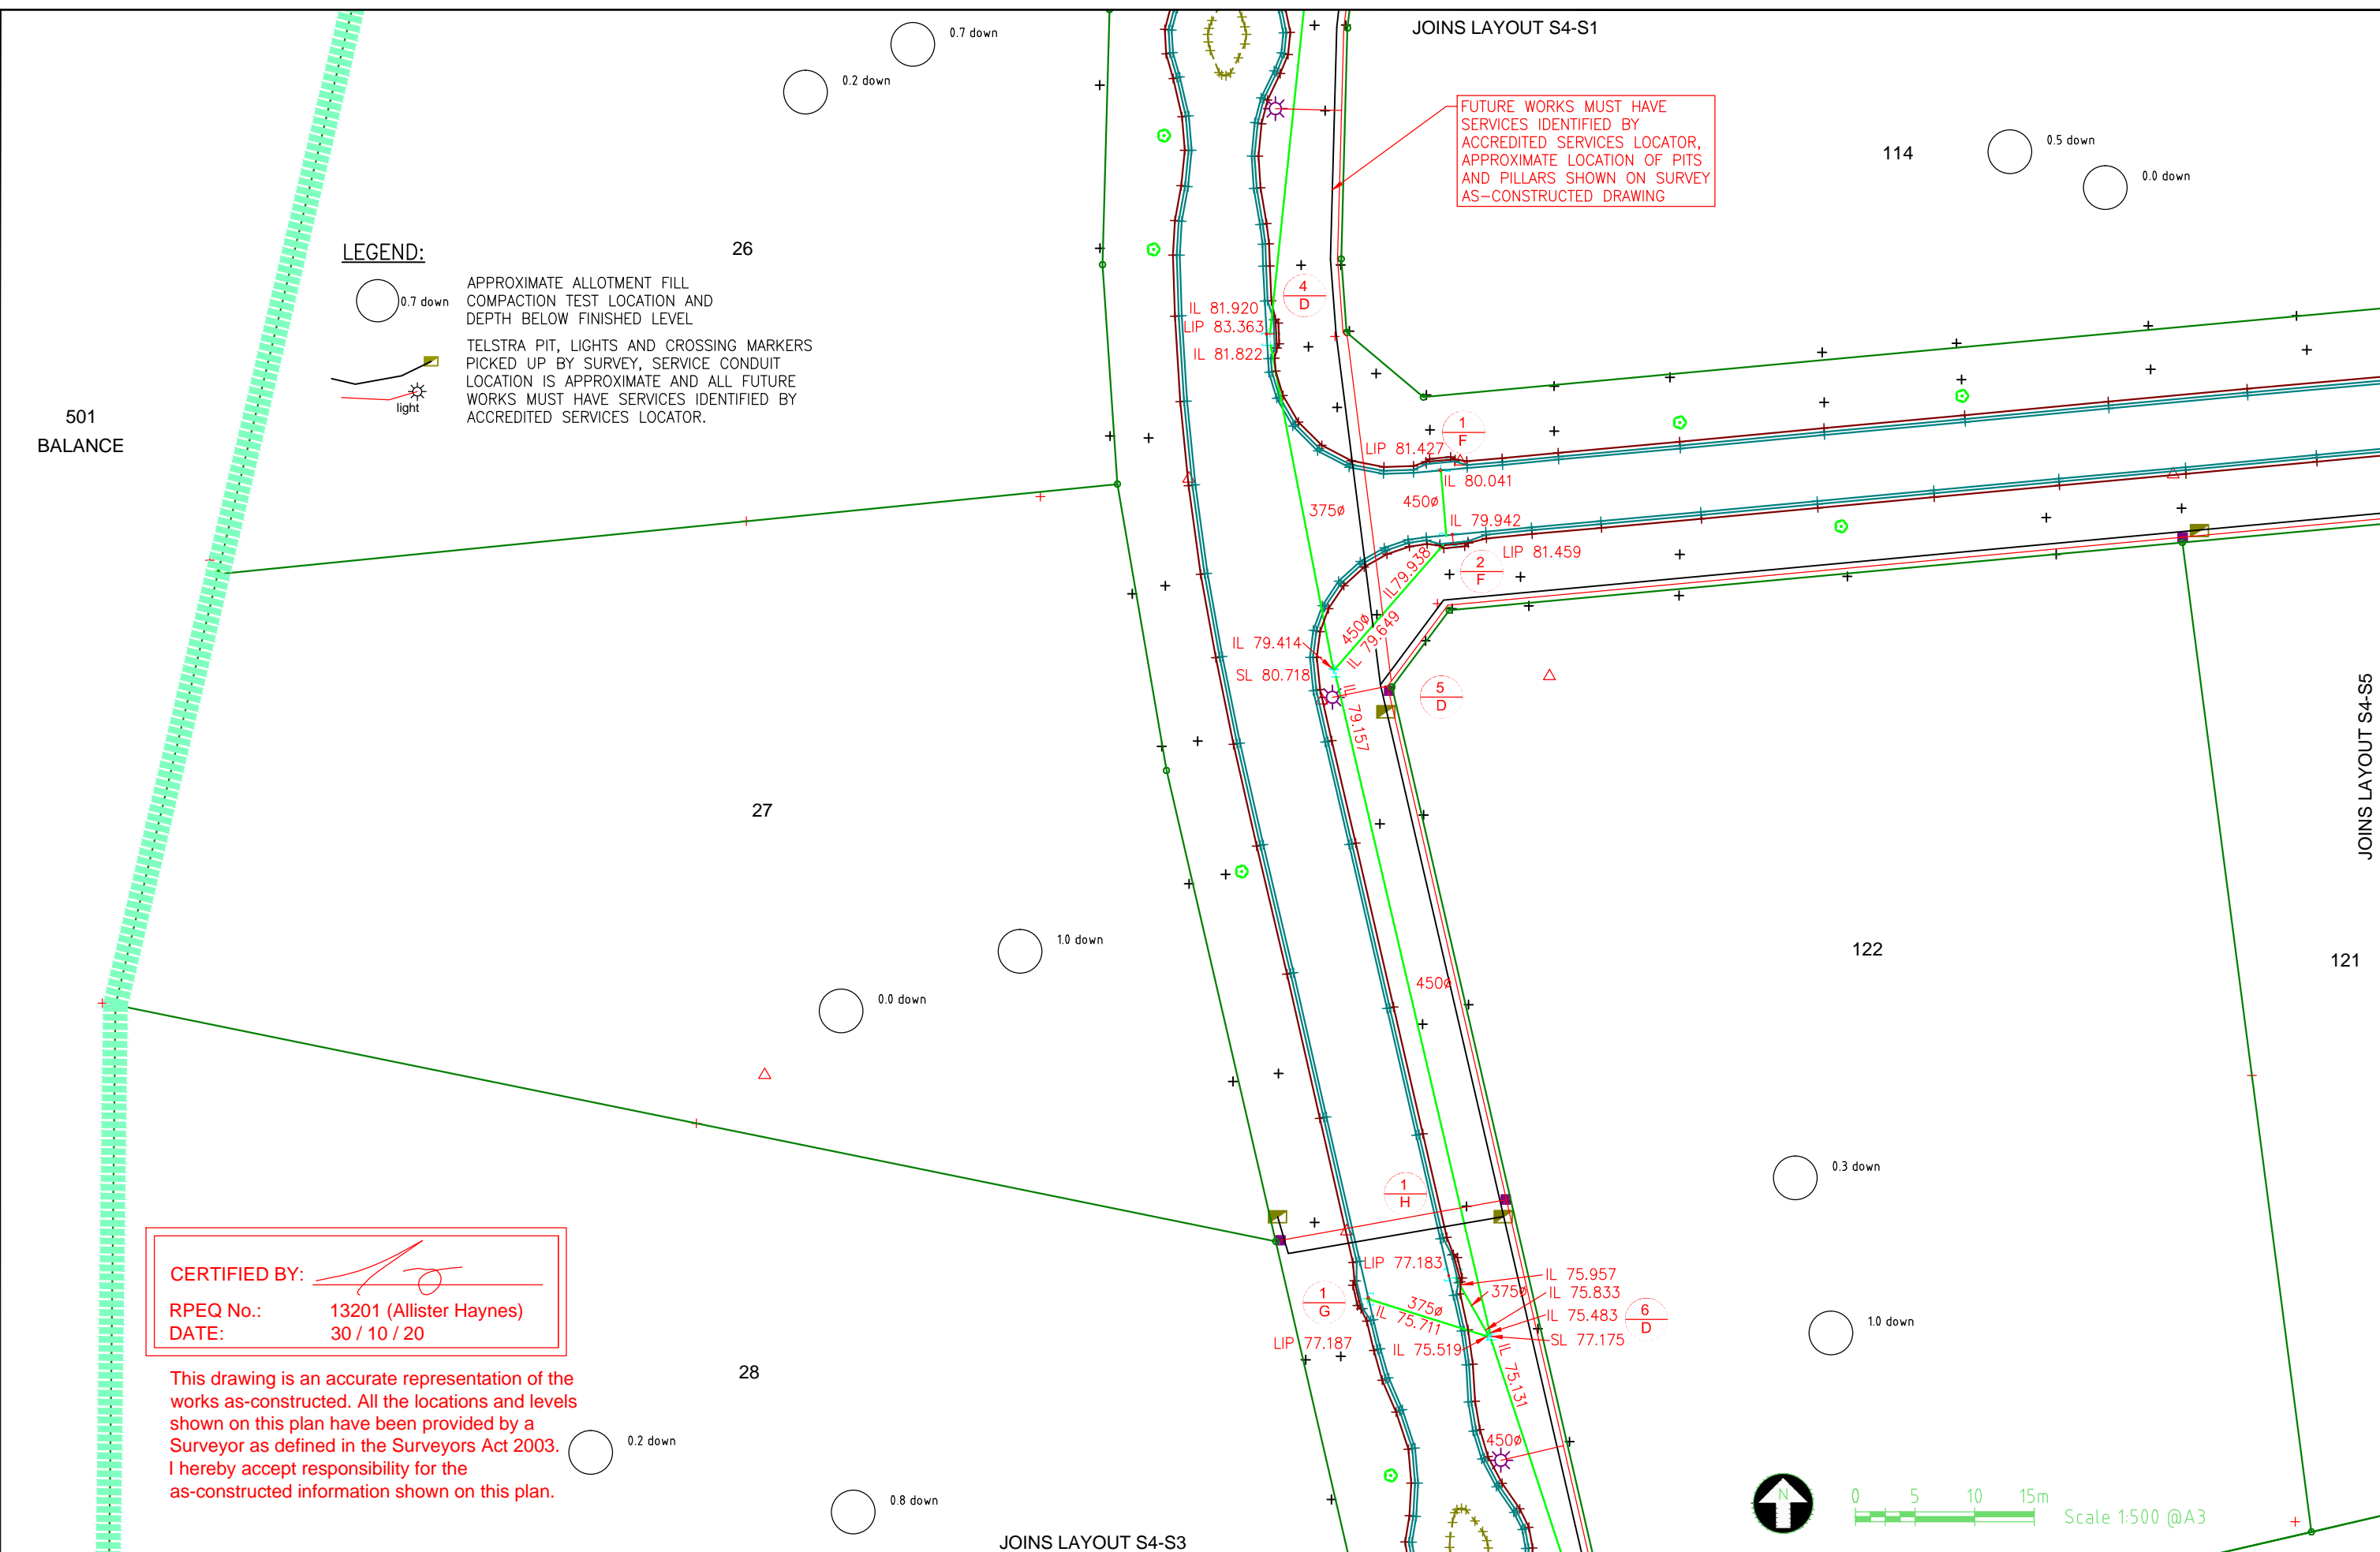 JOINS LAYOUT S4-S1
0.7 down
0.2 down
FUTURE WORKS MUST HAVE
SERVICES IDENTIFIED BY
ACCREDITED SERVICES LOCATOR,
APPROXIMATE LOCATION OF PITS
AND PILLARS SHOWN ON SURVEY
AS-CONSTRUCTED DRAWING
114
0.5 down
0.0 down
LEGEND:
0.7 down
APPROXIMATE ALLOTMENT FILL
COMPACTION TEST LOCATION AND
DEPTH BELOW FINISHED LEVEL
light
TELSTRA PIT, LIGHTS AND CROSSING MARKERS
PICKED UP BY SURVEY, SERVICE CONDUIT
LOCATION IS APPROXIMATE AND ALL FUTURE
WORKS MUST HAVE SERVICES IDENTIFIED BY
ACCREDITED SERVICES LOCATOR.
26
501
BALANCE
4
D
IL 81.920
LIP 83.363
IL 81.822
1
F
LIP 81.427
IL 80.041
375ø
450ø
IL 79.942
LIP 81.459
IL 79.938
2
F
450ø
IL 79.649
IL 79.414
SL 80.718
IL 79.157
5
D
JOINS LAYOUT S4-S5
27
1.0 down
0.0 down
450ø
122
121
0.3 down
1.0 down
1
H
LIP 77.183
IL 75.957
375ø
IL 75.833
IL 75.483
SL 77.175
6
D
1
G
375ø
IL 75.711
LIP 77.187
IL 75.519
IL 75.131
450ø
CERTIFIED BY:
RPEQ No.: 13201 (Allister Haynes)
DATE: 30 / 10 / 20
This drawing is an accurate representation of the
works as-constructed. All the locations and levels
shown on this plan have been provided by a
Surveyor as defined in the Surveyors Act 2003.
I hereby accept responsibility for the
as-constructed information shown on this plan.
28
0.2 down
0.8 down
JOINS LAYOUT S4-S3
N
0 5 10 15m
Scale 1:500 @A3